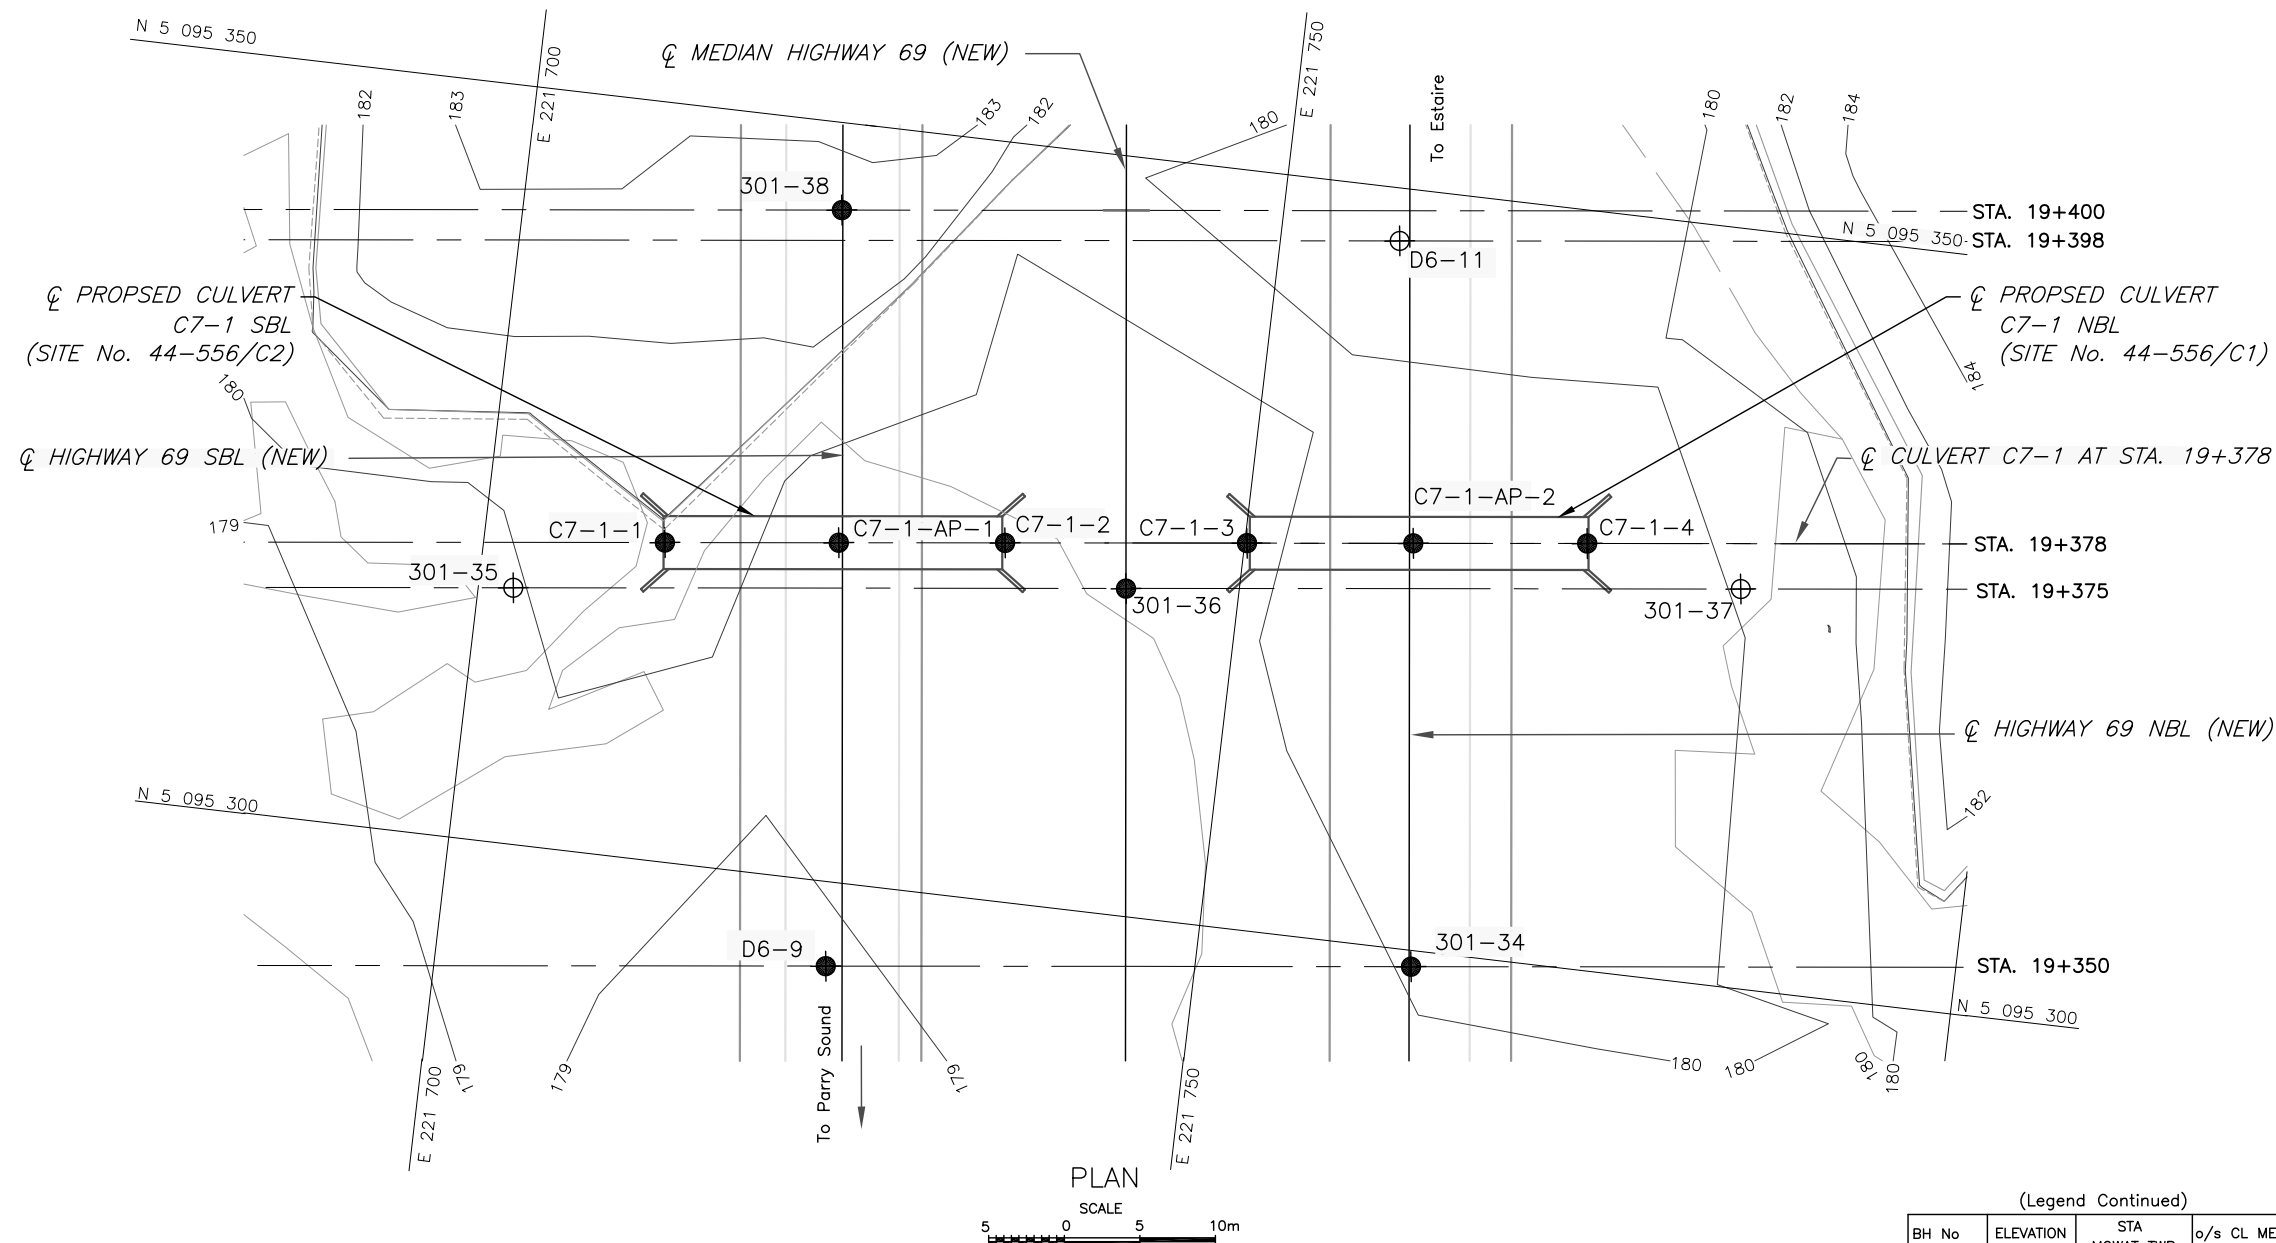 N 5 095 350
E 221 700
℄ MEDIAN HIGHWAY 69 (NEW)
E 221 750
To Estaire
182
183
183
182
180
180
182
184
301-38
STA. 19+400
N 5 095 350
STA. 19+398
D6-11
℄ PROPSED CULVERT
C7-1 SBL
(SITE No. 44-556/C2)
℄ PROPSED CULVERT
C7-1 NBL
(SITE No. 44-556/C1)
184
180
℄ HIGHWAY 69 SBL (NEW)
℄ CULVERT C7-1 AT STA. 19+378
179
C7-1-1
C7-1-AP-1
C7-1-2
C7-1-3
C7-1-AP-2
C7-1-4
STA. 19+378
301-35
301-36
301-37
STA. 19+375
℄ HIGHWAY 69 NBL (NEW)
N 5 095 300
182
D6-9
301-34
STA. 19+350
N 5 095 300
To Parry Sound
E 221 700
179
179
179
E 221 750
180
180
180
180
PLAN
SCALE
5 0 5 10m
(Legend Continued)
BH No ELEVATION STA o/s CL ME